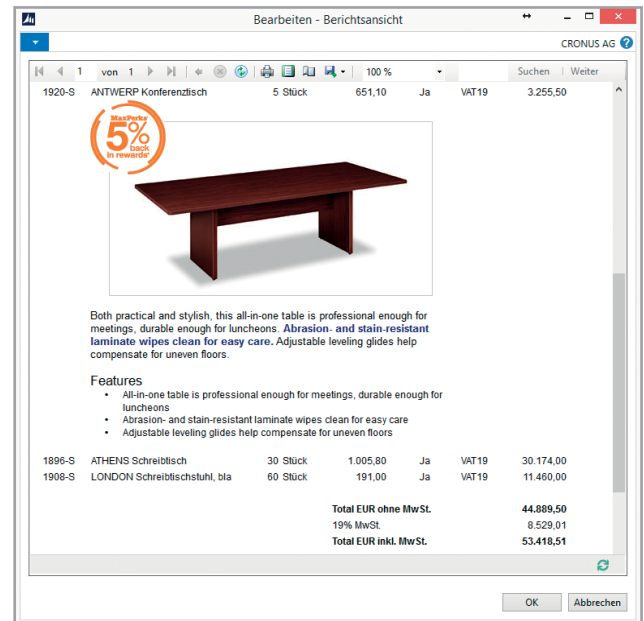 Bearbeiten - Berichtsansicht
CRONUS AG
1 von 1 100 % Suchen Weiter
1920-S ANTWERP Konferenztisch 5 Stück 651,10 Ja VAT19 3.255,50
MaxPerks
5%
back
in rewards*
Both practical and stylish, this all-in-one table is professional enough for
meetings, durable enough for luncheons. Abrasion- and stain-resistant
laminate wipes clean for easy care. Adjustable leveling glides help
compensate for uneven floors.
Features
• All-in-one table is professional enough for meetings, durable enough for
luncheons
• Abrasion- and stain-resistant laminate wipes clean for easy care
• Adjustable leveling glides help compensate for uneven floors
1896-S ATHENS Schreibtisch 30 Stück 1.005,80 Ja VAT19 30.174,00
1908-S LONDON Schreibtischstuhl, bla 60 Stück 191,00 Ja VAT19 11.460,00
Total EUR ohne MwSt. 44.889,50
19% MwSt. 8.529,01
Total EUR inkl. MwSt. 53.418,51
OK Abbrechen